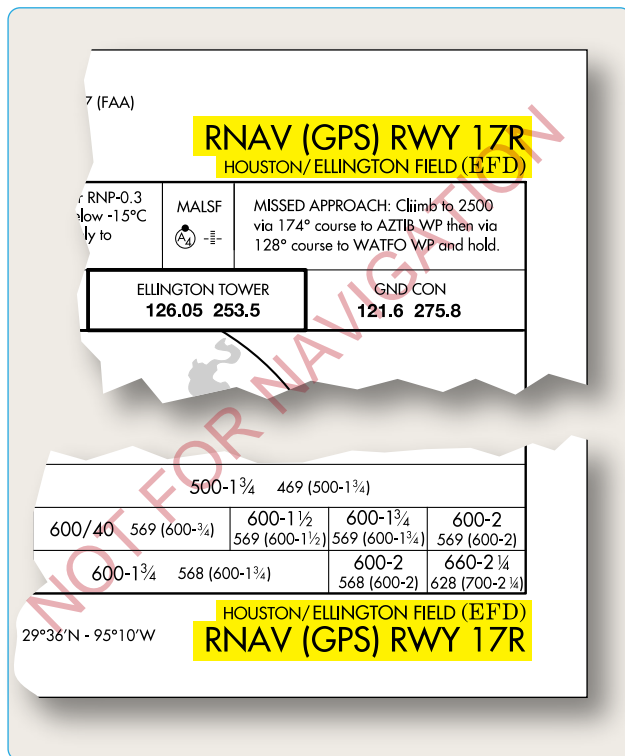 7 (FAA)
RNAV (GPS) RWY 17R
HOUSTON/ ELLINGTON FIELD (EFD)
RNP-0.3
elow -15°C
ly to
MALSF
A4
MISSED APPROACH: Cliimb to 2500
via 174° course to AZTIB WP then via
128° course to WATFO WP and hold.
ELLINGTON TOWER
126.05 253.5
GND CON
121.6 275.8
NOT FOR NAVIGATION
500-1¾ 469 (500-1¾)
600/40 569 (600-¾)
600-1½
569 (600-1½)
600-1¾
569 (600-1¾)
600-2
569 (600-2)
600-1¾ 568 (600-1¾)
600-2
568 (600-2)
660-2 ¼
628 (700-2 ¼)
HOUSTON/ ELLINGTON FIELD (EFD)
29°36'N - 95°10'W
RNAV (GPS) RWY 17R